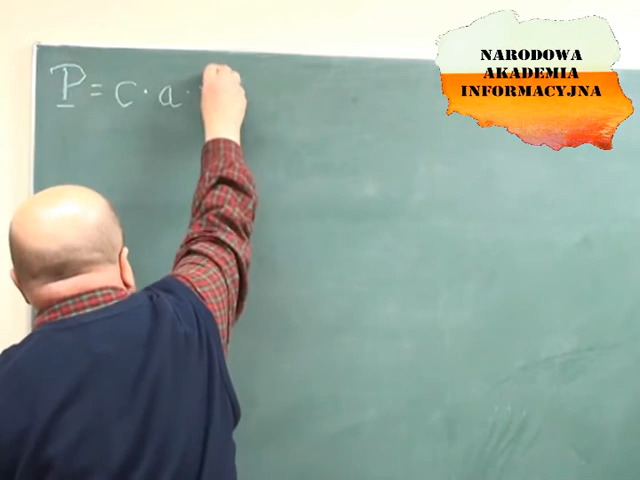 P = c · a ·
NARODOWA
AKADEMIA
INFORMACYJNA